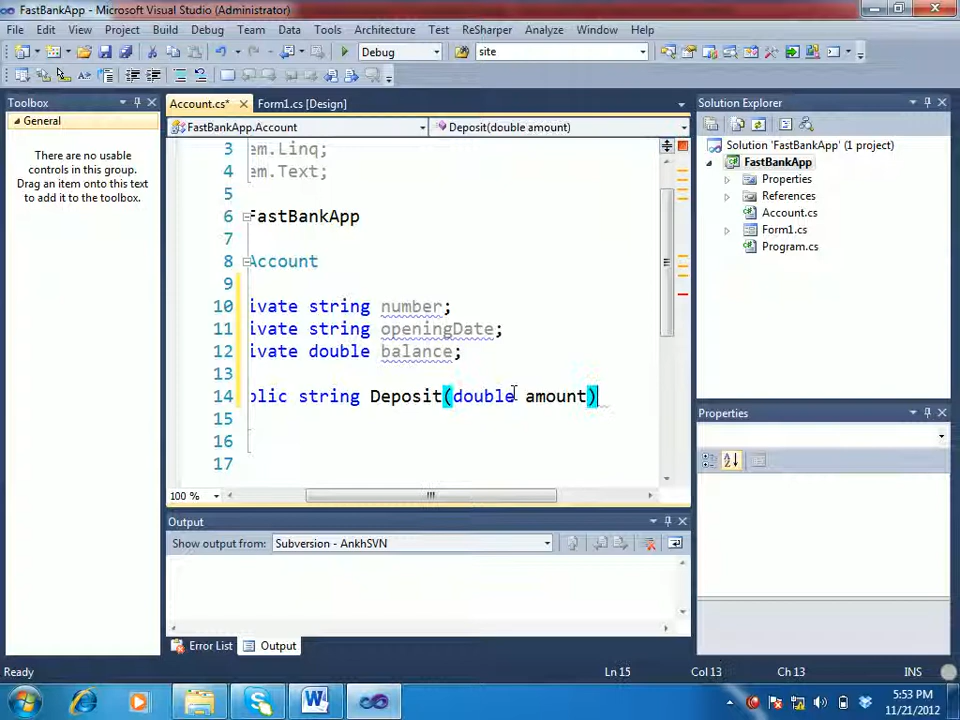 FastBankApp - Microsoft Visual Studio (Administrator)
File Edit View Project Build Debug Team Data Tools Architecture Test ReSharper Analyze Window Help
Debug site
Toolbox
General
There are no usable
controls in this group.
Drag an item onto this text
to add it to the toolbox.
Account.cs* Form1.cs [Design]
FastBankApp.Account Deposit(double amount)
3 em.Linq;
4 em.Text;
5
6 FastBankApp
7
8 Account
9
10 ivate string number;
11 ivate string openingDate;
12 ivate double balance;
13
14 blic string Deposit(double amount)
15
16
17
100 %
Solution Explorer
Solution 'FastBankApp' (1 project)
FastBankApp
Properties
References
Account.cs
Form1.cs
Program.cs
Properties
Output
Show output from: Subversion - AnkhSVN
Error List Output
Ready Ln 15 Col 13 Ch 13 INS
5:53 PM
11/21/2012